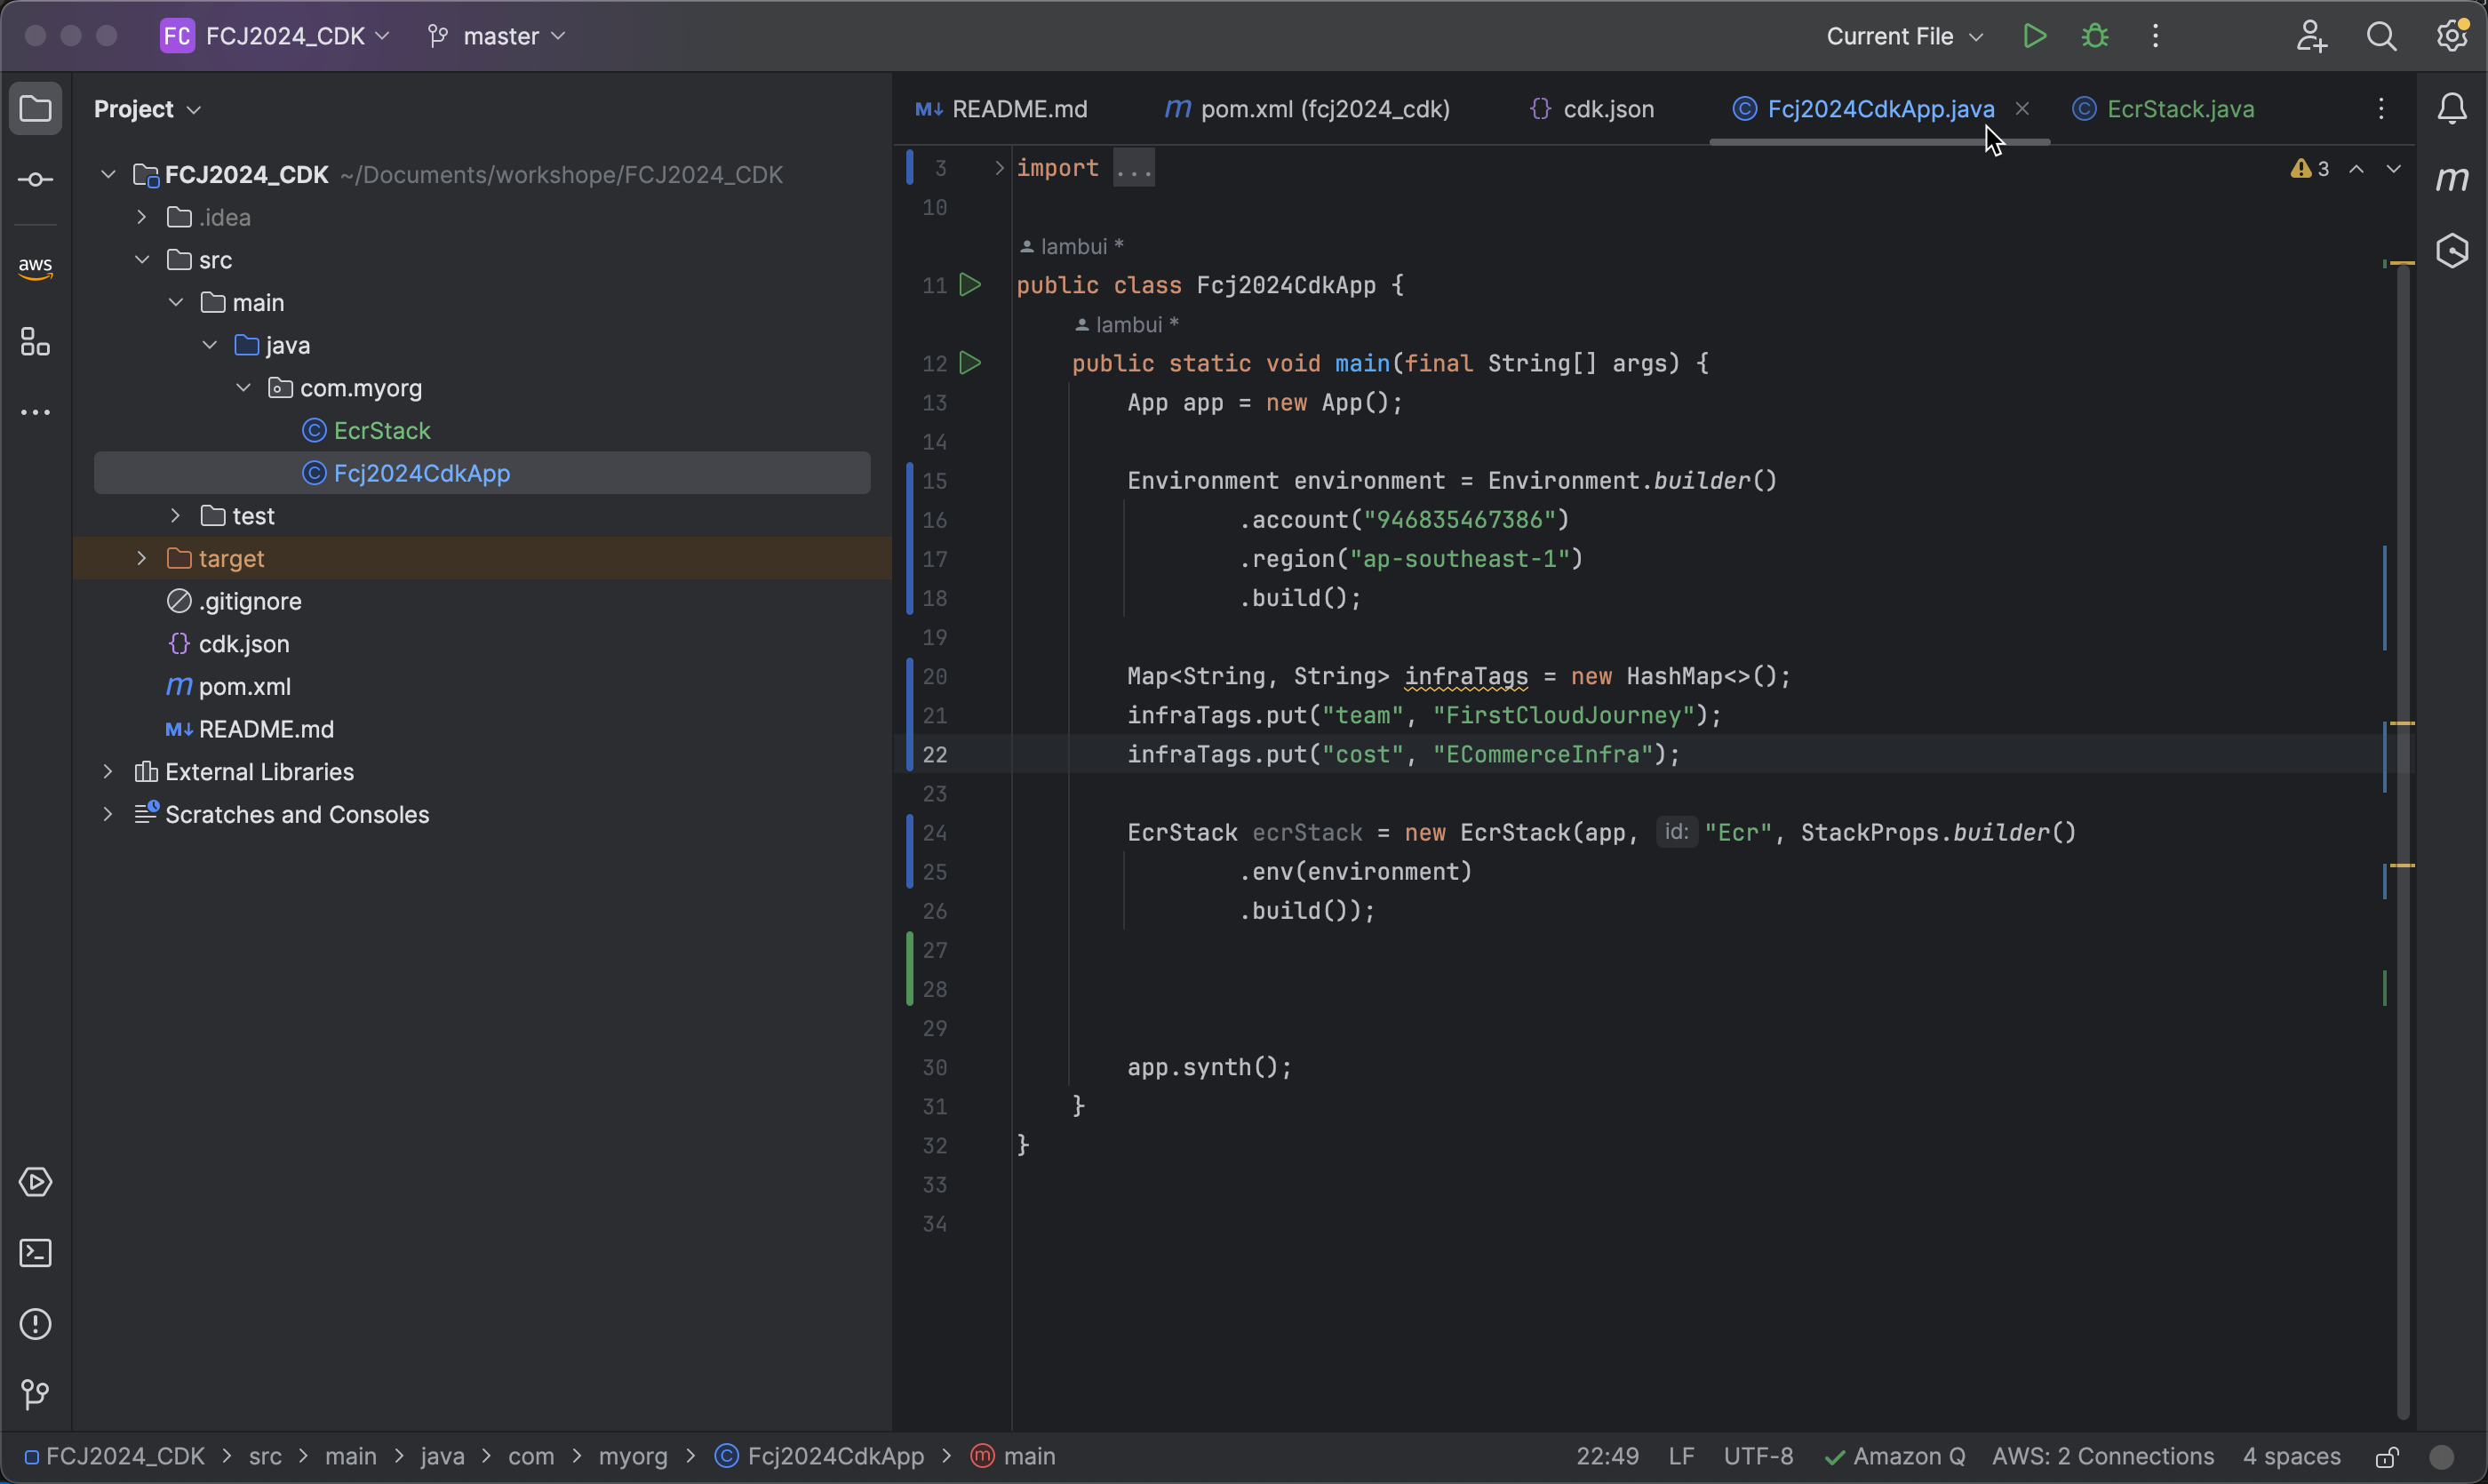 FC FCJ2024_CDK master Current File
Project
README.md pom.xml (fcj2024_cdk) cdk.json Fcj2024CdkApp.java EcrStack.java
FCJ2024_CDK ~/Documents/workshope/FCJ2024_CDK
.idea
src
main
java
com.myorg
EcrStack
Fcj2024CdkApp
test
target
.gitignore
cdk.json
pom.xml
README.md
External Libraries
Scratches and Consoles
aws
3 import ...
3
10
lambui *
11 public class Fcj2024CdkApp {
lambui *
12 public static void main(final String[] args) {
13 App app = new App();
14
15 Environment environment = Environment.builder()
16 .account("946835467386")
17 .region("ap-southeast-1")
18 .build();
19
20 Map<String, String> infraTags = new HashMap<>();
21 infraTags.put("team", "FirstCloudJourney");
22 infraTags.put("cost", "ECommerceInfra");
23
24 EcrStack ecrStack = new EcrStack(app, id: "Ecr", StackProps.builder()
25 .env(environment)
26 .build());
27
28
29
30 app.synth();
31 }
32 }
33
34
FCJ2024_CDK > src > main > java > com > myorg > Fcj2024CdkApp > main 22:49 LF UTF-8 Amazon Q AWS: 2 Connections 4 spaces